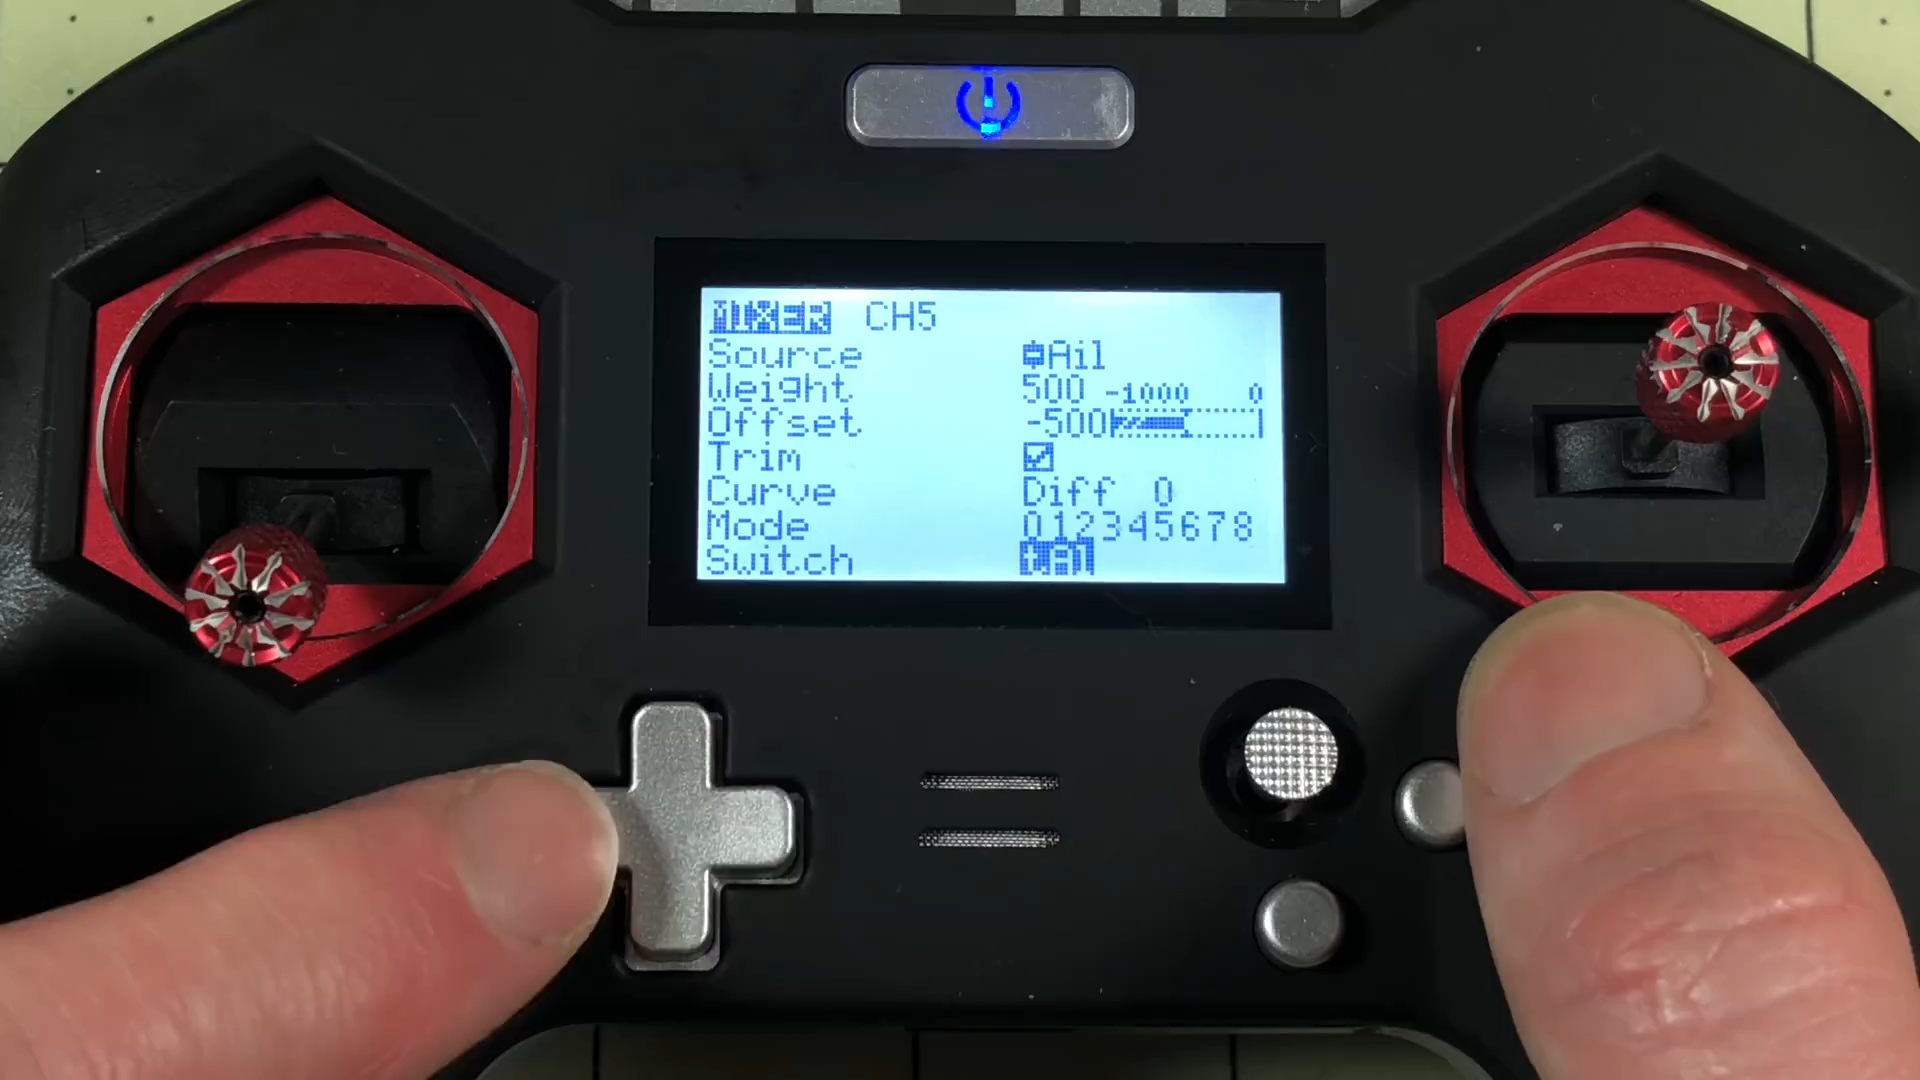 MIXER CH5
Source Ail
Weight 500 -1000 0
Offset -500
Trim
Curve Diff 0
Mode 012345678
Switch